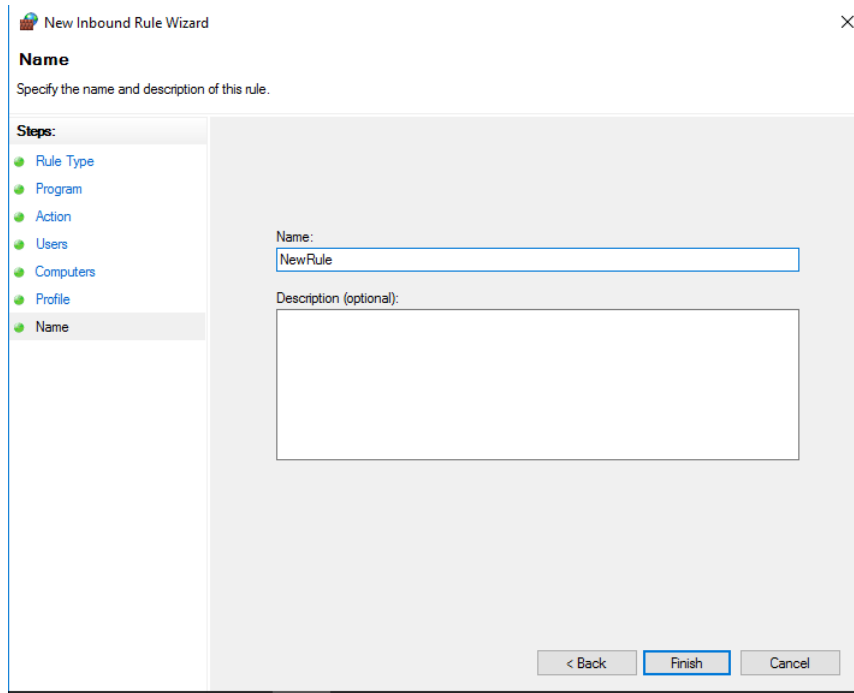 New Inbound Rule Wizard
Name
Specify the name and description of this rule.
Steps:
Rule Type
Program
Action
Users
Computers
Profile
Name
Name:
NewRule
Description (optional):
< Back
Finish
Cancel